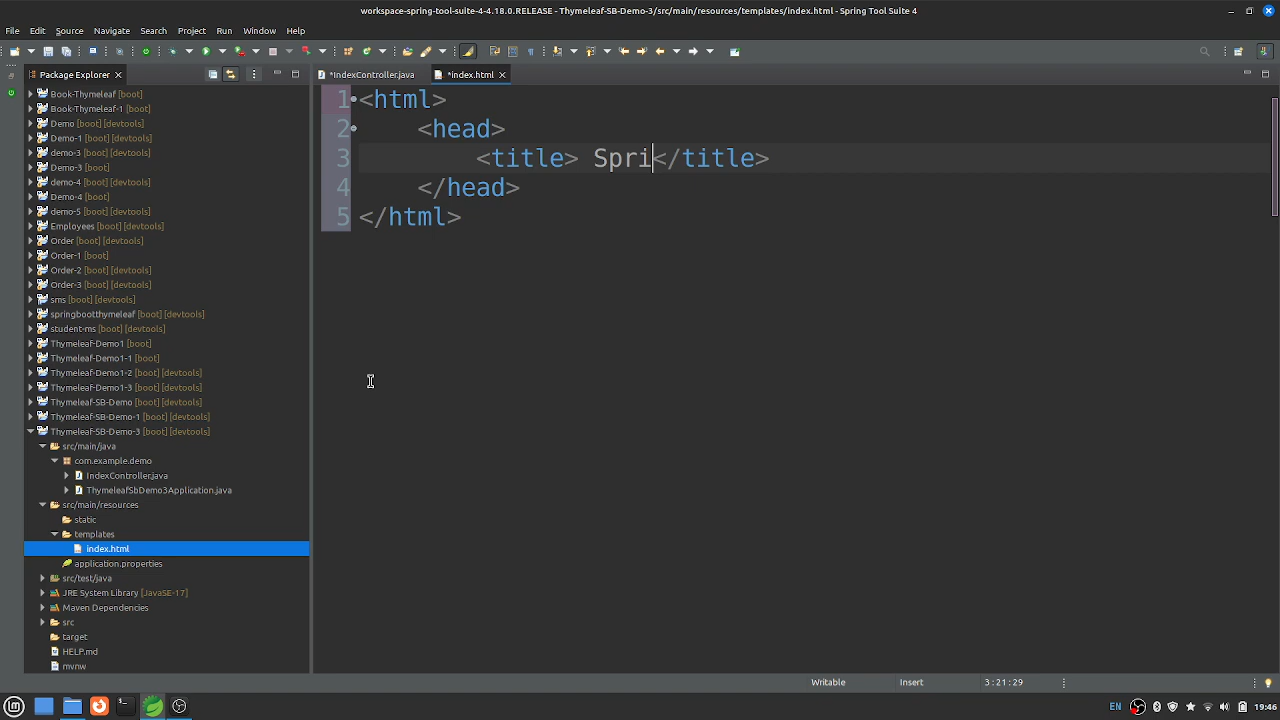 workspace-spring-tool-suite-4-4.18.0.RELEASE - Thymeleaf-SB-Demo-3/src/main/resources/templates/index.html - Spring Tool Suite 4
File Edit Source Navigate Search Project Run Window Help
Package Explorer
*IndexController.java
*index.html
Book-Thymeleaf [boot]
Book-Thymeleaf-1 [boot]
Demo [boot] [devtools]
Demo-1 [boot] [devtools]
demo-3 [boot] [devtools]
Demo-3 [boot]
demo-4 [boot] [devtools]
Demo-4 [boot]
demo-5 [boot] [devtools]
Employees [boot] [devtools]
Order [boot] [devtools]
Order-1 [boot]
Order-2 [boot] [devtools]
Order-3 [boot] [devtools]
sms [boot] [devtools]
springbootthymeleaf [boot] [devtools]
student-ms [boot] [devtools]
Thymeleaf-Demo1 [boot]
Thymeleaf-Demo1-1 [boot]
Thymeleaf-Demo1-2 [boot] [devtools]
Thymeleaf-Demo1-3 [boot] [devtools]
Thymeleaf-SB-Demo [boot] [devtools]
Thymeleaf-SB-Demo-1 [boot] [devtools]
Thymeleaf-SB-Demo-3 [boot] [devtools]
src/main/java
com.example.demo
IndexController.java
ThymeleafSbDemo3Application.java
src/main/resources
static
templates
index.html
application.properties
src/test/java
JRE System Library [JavaSE-17]
Maven Dependencies
src
target
HELP.md
mvnw
1 <html>
2 <head>
3 <title> Spri</title>
4 </head>
5 </html>
Writable Insert 3:21:29
EN 19:46